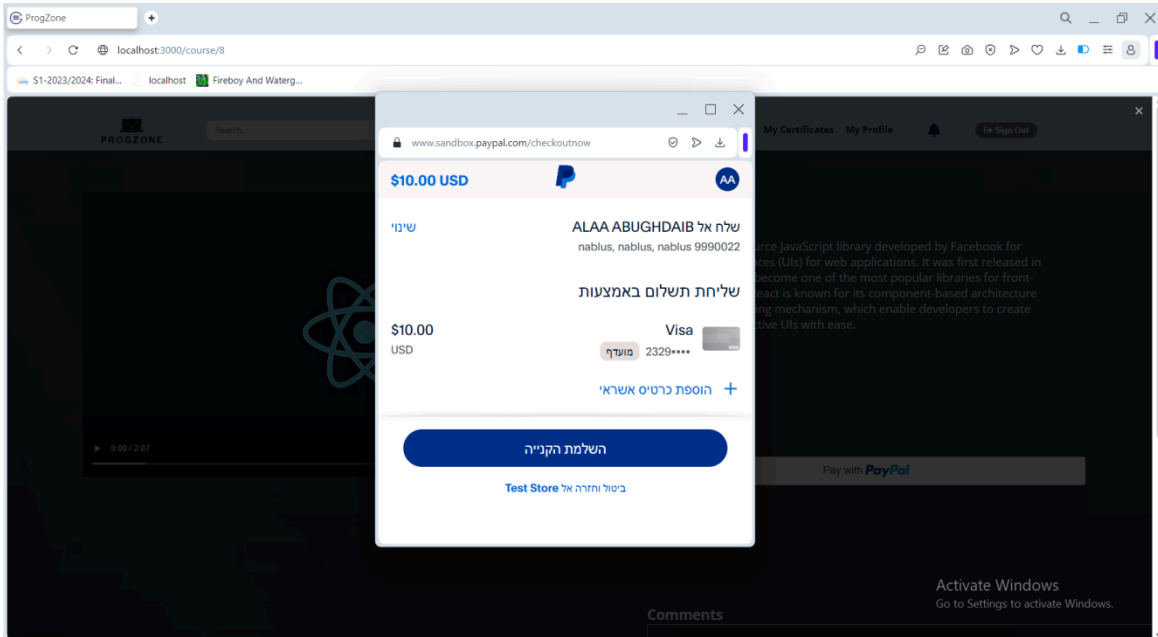 ProgZone
localhost:3000/course/8
S1-2023/2024: Final... localhost Fireboy And Waterg...
PROGZONE
Search
My Certificates My Profile Sign Out
www.sandbox.paypal.com/checkoutnow
$10.00 USD
AA
שלח אל ALAA ABUGHDAIB
שינוי
nablus, nablus, nablus 9990022
שליחת תשלום באמצעות
Visa
$10.00
USD
מועדף
2329••••
VISA
הוספת כרטיס אשראי
השלמת הקנייה
ביטול וחזרה אל Test Store
urce JavaScript library developed by Facebook for
ces (UIs) for web applications. It was first released in
become one of the most popular libraries for front-
eact is known for its component-based architecture
ing mechanism, which enable developers to create
tive UIs with ease.
0:00 / 2:07
Pay with PayPal
Comments
Activate Windows
Go to Settings to activate Windows.